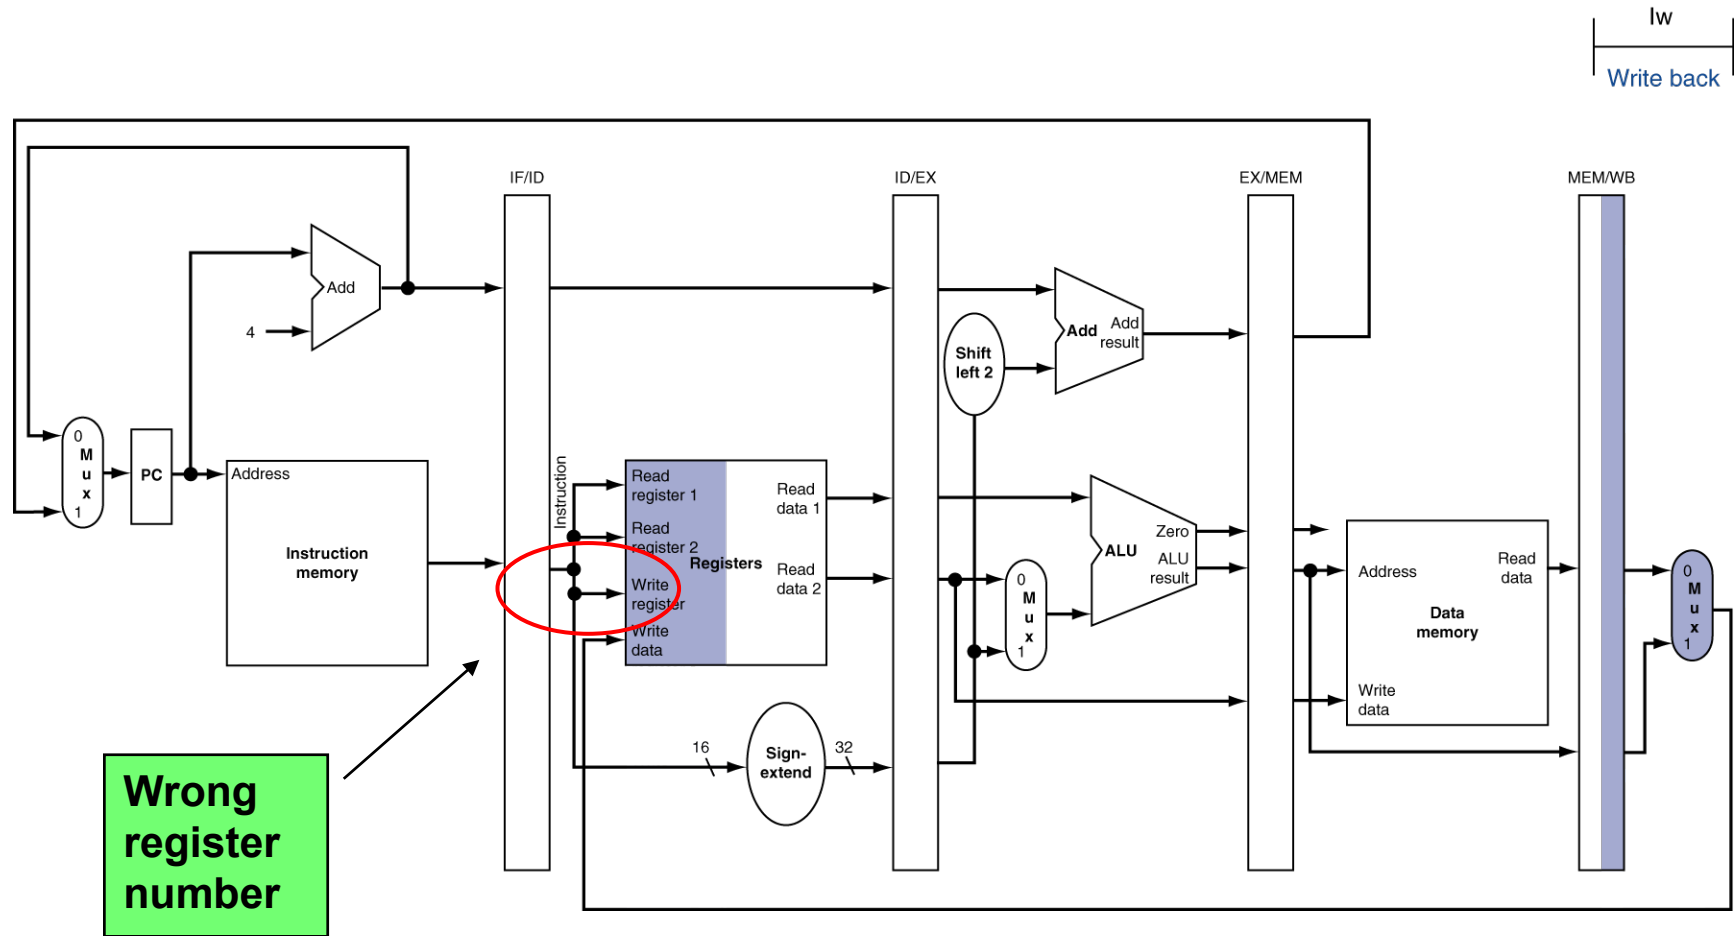 lw
Write back
IF/ID
ID/EX
EX/MEM
MEM/WB
Add
4
Add
Add
result
Shift
left 2
0
M
u
x
1
PC
Address
Instruction
memory
Instruction
Read
register 1
Read
register 2
Registers
Write
register
Write
data
Read
data 1
Read
data 2
16
Sign-
extend
32
0
M
u
x
1
Zero
ALU
ALU
result
Address
Read
data
Data
memory
Write
data
0
M
u
x
1
Wrong
register
number